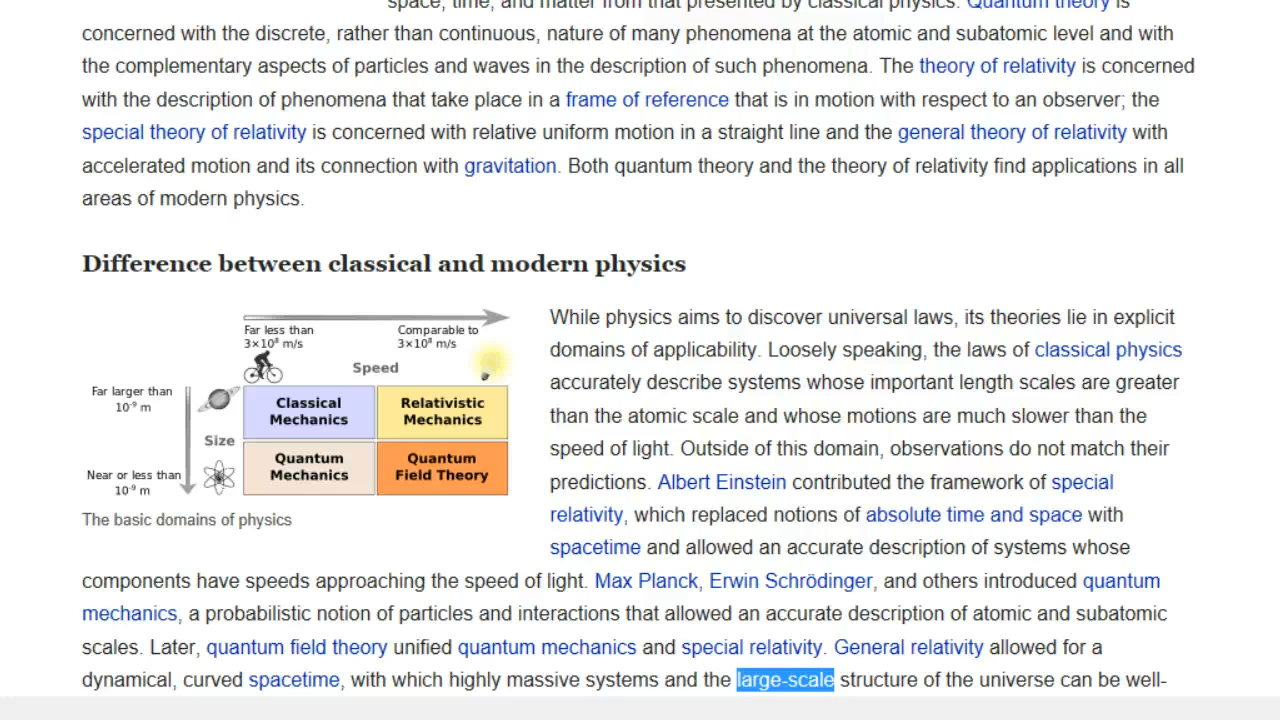 space, time, and matter from that presented by classical physics. Quantum theory is
concerned with the discrete, rather than continuous, nature of many phenomena at the atomic and subatomic level and with
the complementary aspects of particles and waves in the description of such phenomena. The theory of relativity is concerned
with the description of phenomena that take place in a frame of reference that is in motion with respect to an observer; the
special theory of relativity is concerned with relative uniform motion in a straight line and the general theory of relativity with
accelerated motion and its connection with gravitation. Both quantum theory and the theory of relativity find applications in all
areas of modern physics.
Difference between classical and modern physics
Far less than
3×10⁸ m/s
Comparable to
3×10⁸ m/s
Speed
Far larger than
10⁻⁹ m
Size
Near or less than
10⁻⁹ m
Classical
Mechanics
Relativistic
Mechanics
Quantum
Mechanics
Quantum
Field Theory
The basic domains of physics
While physics aims to discover universal laws, its theories lie in explicit
domains of applicability. Loosely speaking, the laws of classical physics
accurately describe systems whose important length scales are greater
than the atomic scale and whose motions are much slower than the
speed of light. Outside of this domain, observations do not match their
predictions. Albert Einstein contributed the framework of special
relativity, which replaced notions of absolute time and space with
spacetime and allowed an accurate description of systems whose
components have speeds approaching the speed of light. Max Planck, Erwin Schrödinger, and others introduced quantum
mechanics, a probabilistic notion of particles and interactions that allowed an accurate description of atomic and subatomic
scales. Later, quantum field theory unified quantum mechanics and special relativity. General relativity allowed for a
dynamical, curved spacetime, with which highly massive systems and the large-scale structure of the universe can be well-